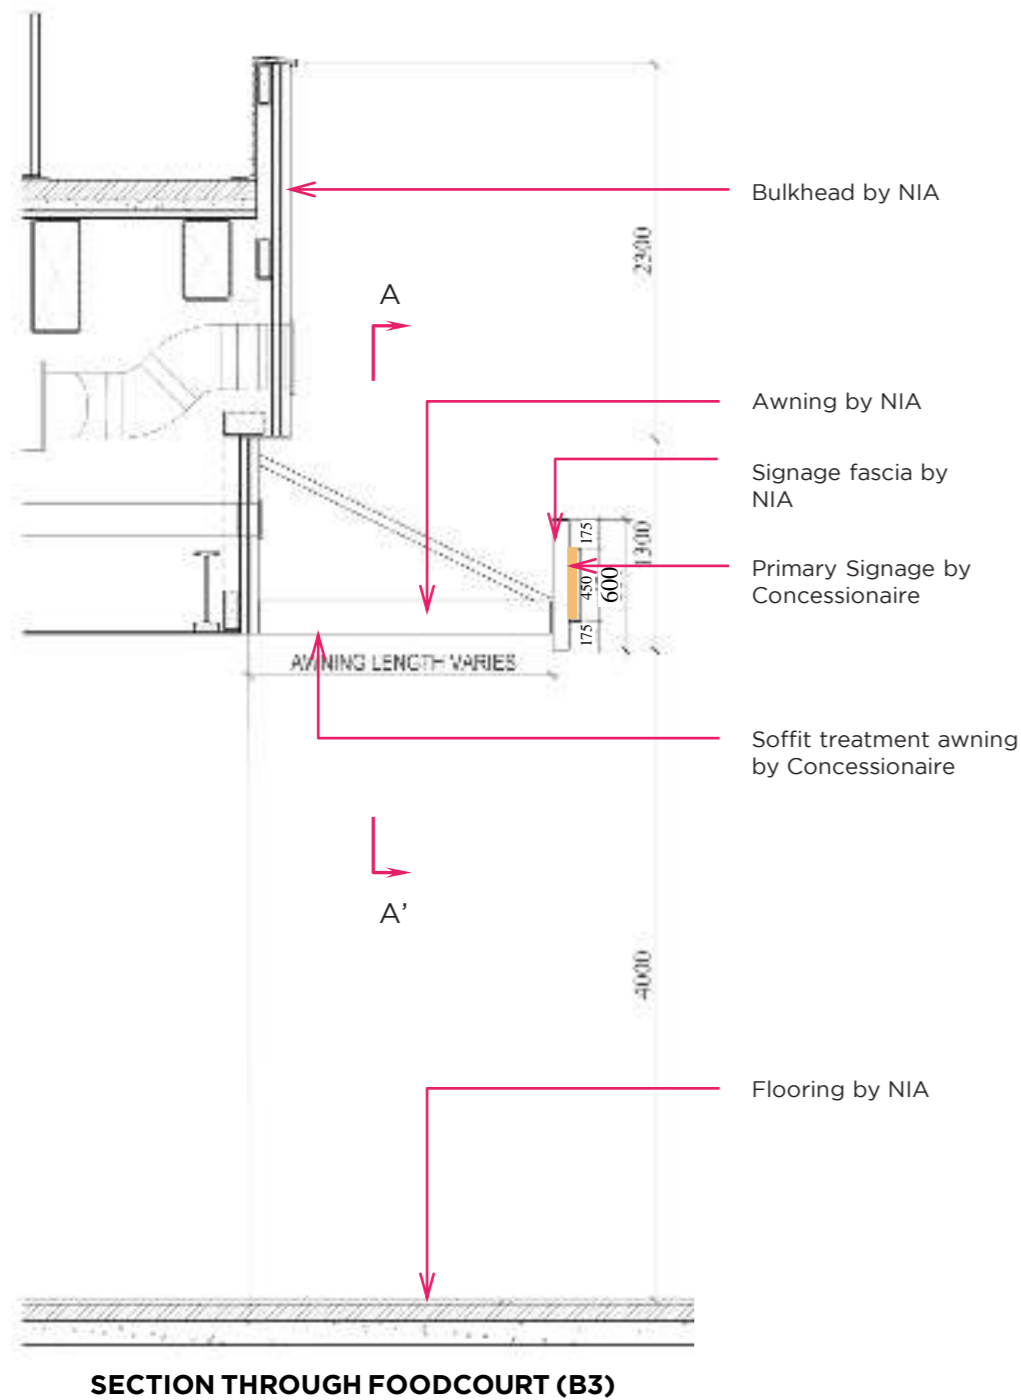 Bulkhead by NIA
2300
A
Awning by NIA
Signage fascia by
NIA
175
1300
450
600
Primary Signage by
Concessionaire
175
AWNING LENGTH VARIES
Soffit treatment awning
by Concessionaire
A’
4000
Flooring by NIA
SECTION THROUGH FOODCOURT (B3)